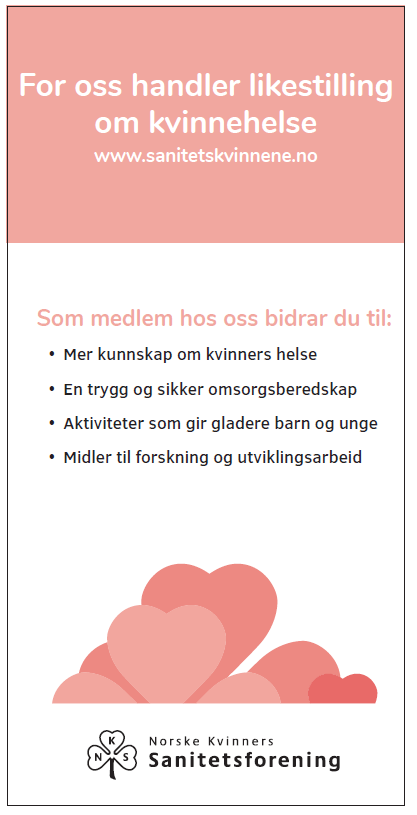 For oss handler likestilling
om kvinnehelse
www.sanitetskvinnene.no
Som medlem hos oss bidrar du til:
• Mer kunnskap om kvinners helse
• En trygg og sikker omsorgsberedskap
• Aktiviteter som gir gladere barn og unge
• Midler til forskning og utviklingsarbeid
N K S
Norske Kvinners
Sanitetsforening